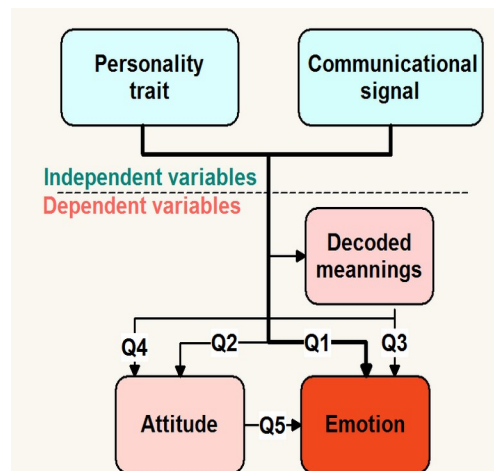 Personality
trait
Communicational
signal
Independent variables
Dependent variables
Decoded
meannings
Q4
Q2
Q1
Q3
Attitude
Q5
Emotion